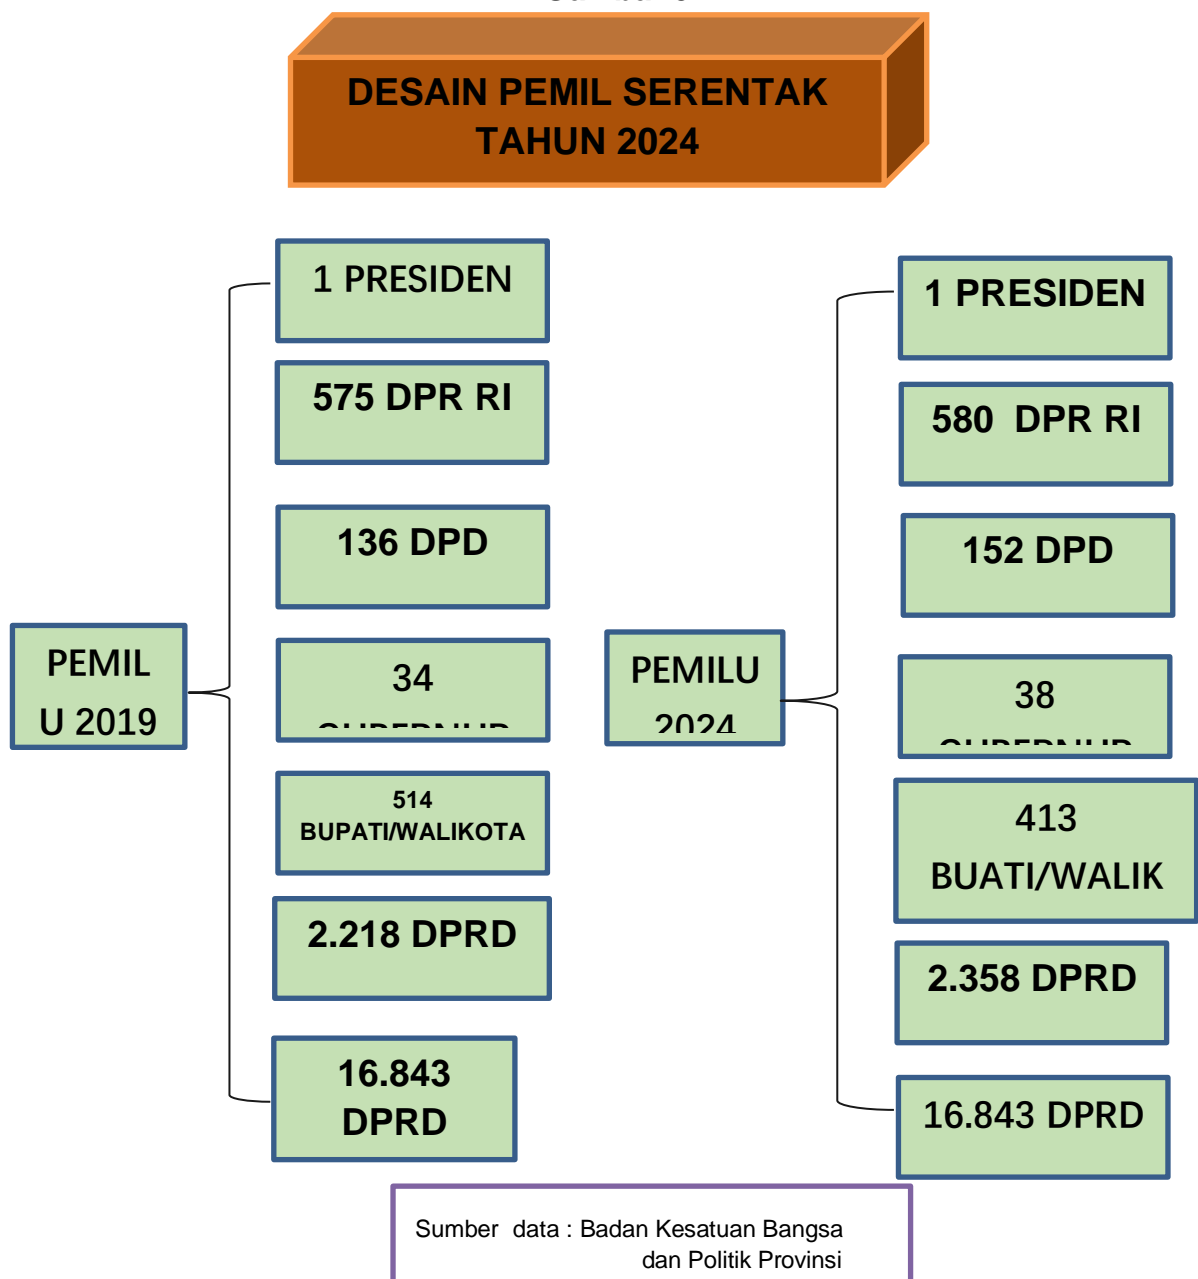 DESAIN PEMIL SERENTAK
TAHUN 2024
PEMIL
U 2019
1 PRESIDEN
575 DPR RI
136 DPD
34
GUBERNUR
514
BUPATI/WALIKOTA
2.218 DPRD
16.843
DPRD
PEMILU
2024
1 PRESIDEN
580 DPR RI
152 DPD
38
GUBERNUR
413
BUATI/WALIK
2.358 DPRD
16.843 DPRD
Sumber data : Badan Kesatuan Bangsa
dan Politik Provinsi